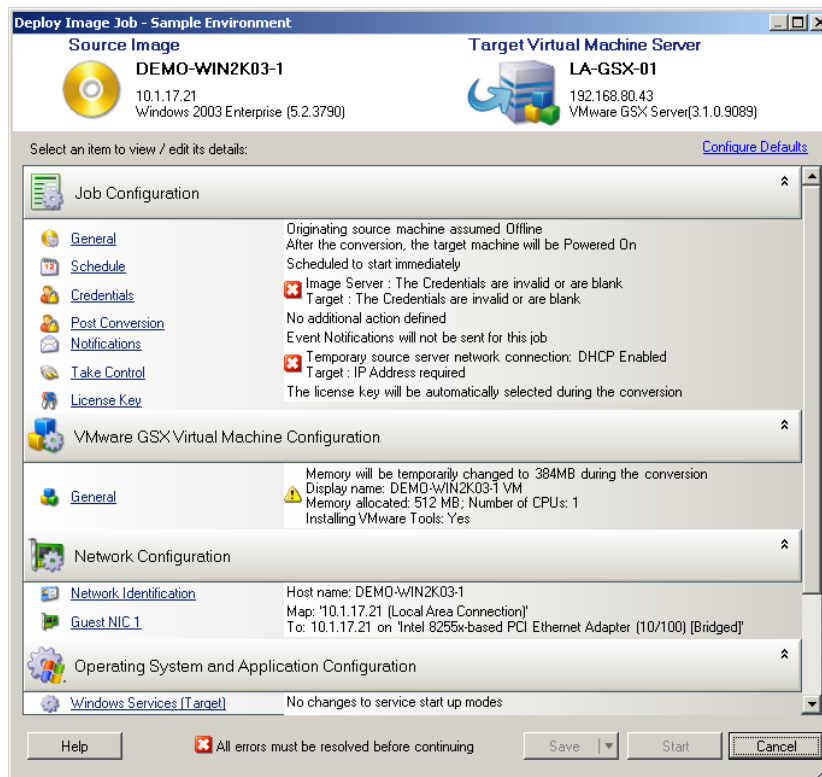 Deploy Image Job - Sample Environment
Source Image
DEMO-WIN2K03-1
10.1.17.21
Windows 2003 Enterprise (5.2.3790)
Target Virtual Machine Server
LA-GSX-01
192.168.80.43
VMware GSX Server(3.1.0.9089)
Select an item to view / edit its details:
Configure Defaults
Job Configuration
General
Originating source machine assumed Offline
After the conversion, the target machine will be Powered On
Schedule
Scheduled to start immediately
Credentials
Image Server : The Credentials are invalid or are blank
Target : The Credentials are invalid or are blank
Post Conversion
No additional action defined
Notifications
Event Notifications will not be sent for this job
Take Control
Temporary source server network connection: DHCP Enabled
Target : IP Address required
License Key
The license key will be automatically selected during the conversion
VMware GSX Virtual Machine Configuration
General
Memory will be temporarily changed to 384MB during the conversion
Display name: DEMO-WIN2K03-1 VM
Memory allocated: 512 MB; Number of CPUs: 1
Installing VMware Tools: Yes
Network Configuration
Network Identification
Host name: DEMO-WIN2K03-1
Guest NIC 1
Map: '10.1.17.21 (Local Area Connection)'
To: 10.1.17.21 on 'Intel 8255x-based PCI Ethernet Adapter (10/100) [Bridged]'
Operating System and Application Configuration
Windows Services (Target)
No changes to service start up modes
Help
All errors must be resolved before continuing
Save
Start
Cancel